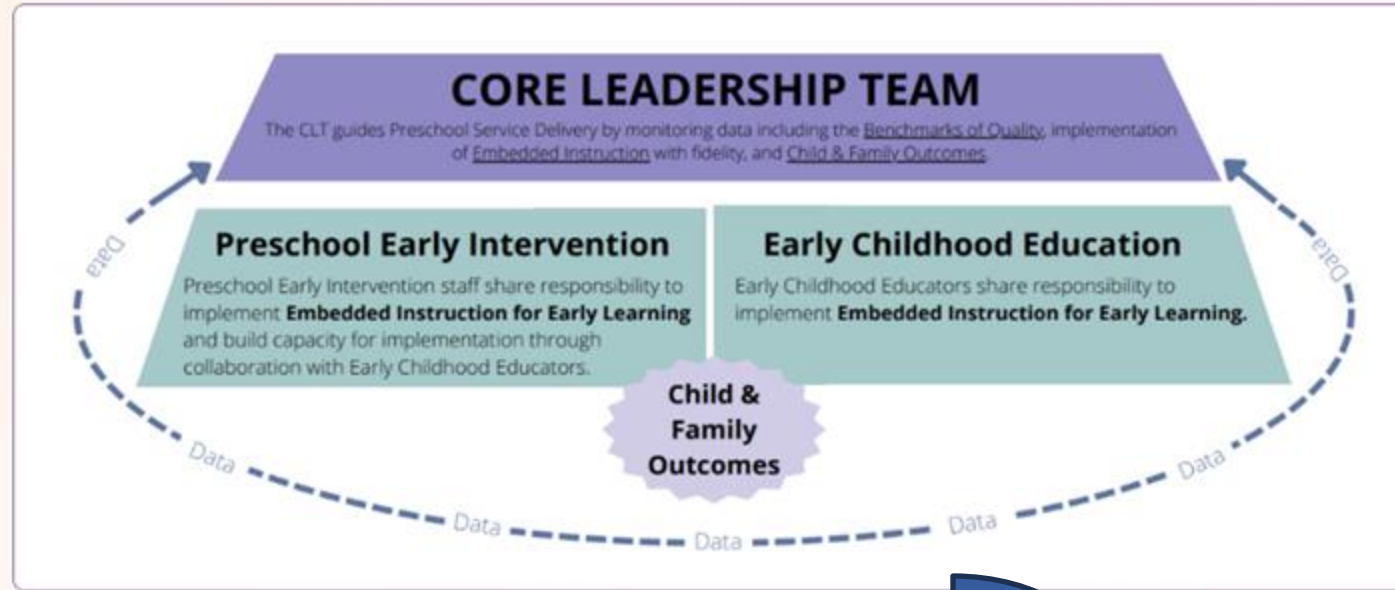 CORE LEADERSHIP TEAM
The CLT guides Preschool Service Delivery by monitoring data including the Benchmarks of Quality, implementation
of Embedded Instruction with fidelity, and Child & Family Outcomes.
Preschool Early Intervention
Preschool Early Intervention staff share responsibility to
implement Embedded Instruction for Early Learning
and build capacity for implementation through
collaboration with Early Childhood Educators.
Early Childhood Education
Early Childhood Educators share responsibility to
implement Embedded Instruction for Early Learning.
Child &
Family
Outcomes
Data
Data
Data
Data
Data
Data
Data